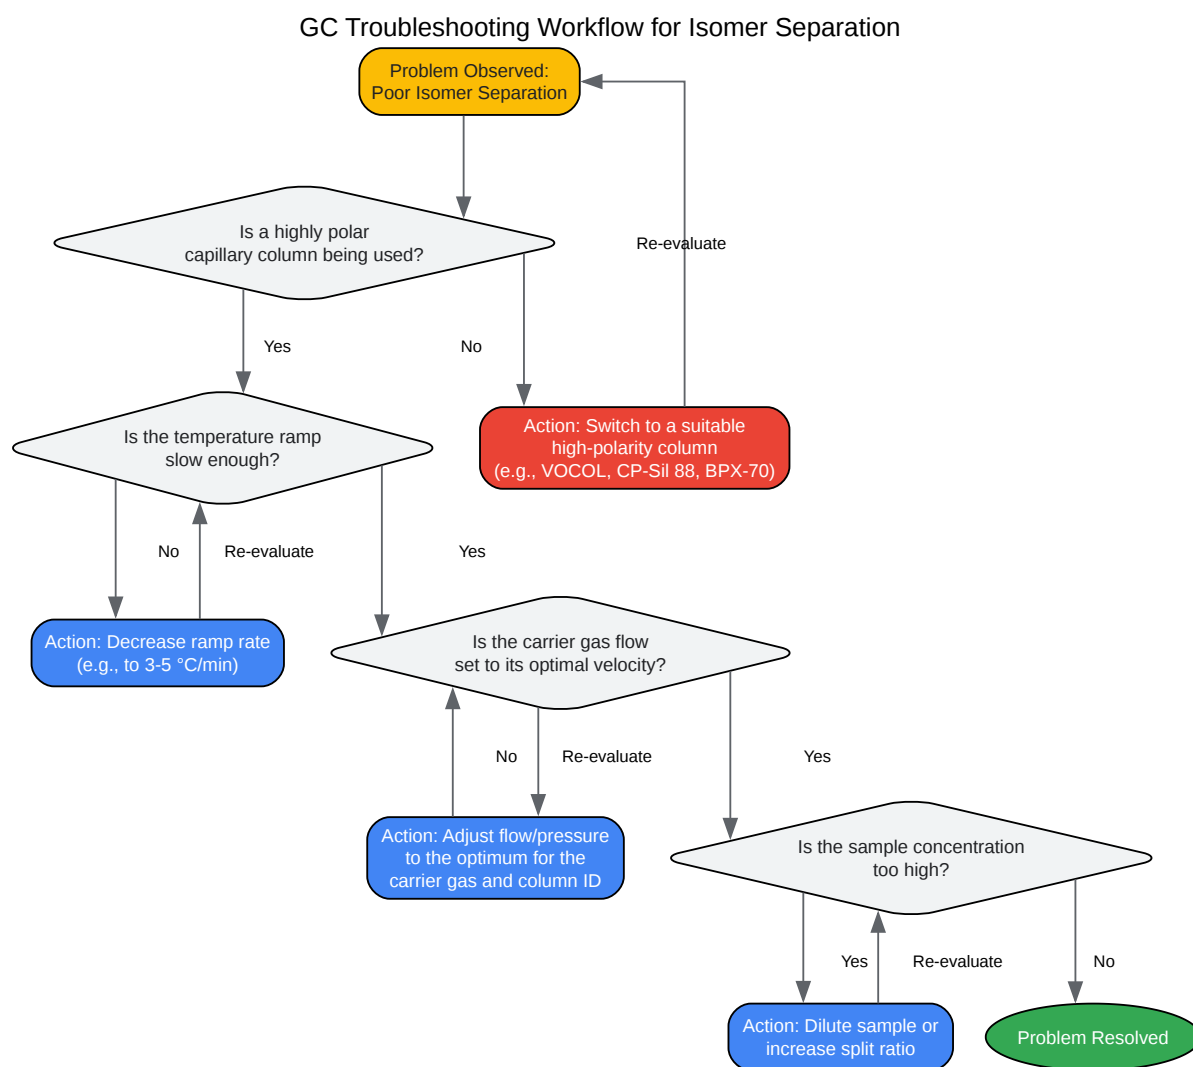 GC Troubleshooting Workflow for Isomer Separation
Problem Observed:
Poor Isomer Separation
Is a highly polar
capillary column being used?
Re-evaluate
Yes
No
Is the temperature ramp
slow enough?
Action: Switch to a suitable
high-polarity column
(e.g., VOCOL, CP-Sil 88, BPX-70)
No
Re-evaluate
Yes
Action: Decrease ramp rate
(e.g., to 3-5 °C/min)
Is the carrier gas flow
set to its optimal velocity?
No
Re-evaluate
Yes
Action: Adjust flow/pressure
to the optimum for the
carrier gas and column ID
Is the sample concentration
too high?
Yes
Re-evaluate
No
Action: Dilute sample or
increase split ratio
Problem Resolved